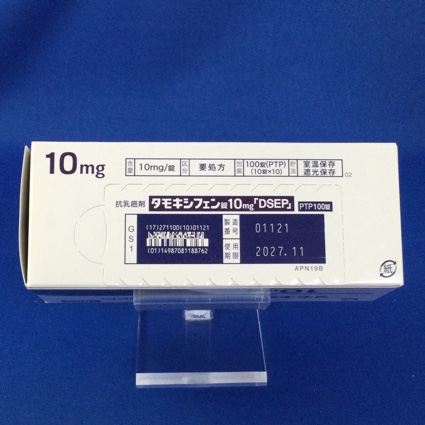 10mg
含量 10mg/錠 区分 要処方 包装 100錠(PTP) (10錠×10) 貯法 室温保存 遮光保存
02
抗乳癌剤 タモキシフェン錠10mg「DSEP」 PTP100錠
GS1
(17)271100(10)01121
(01)14987081188762
製造番号 01121
使用期限 2027.11
APN19B
紙